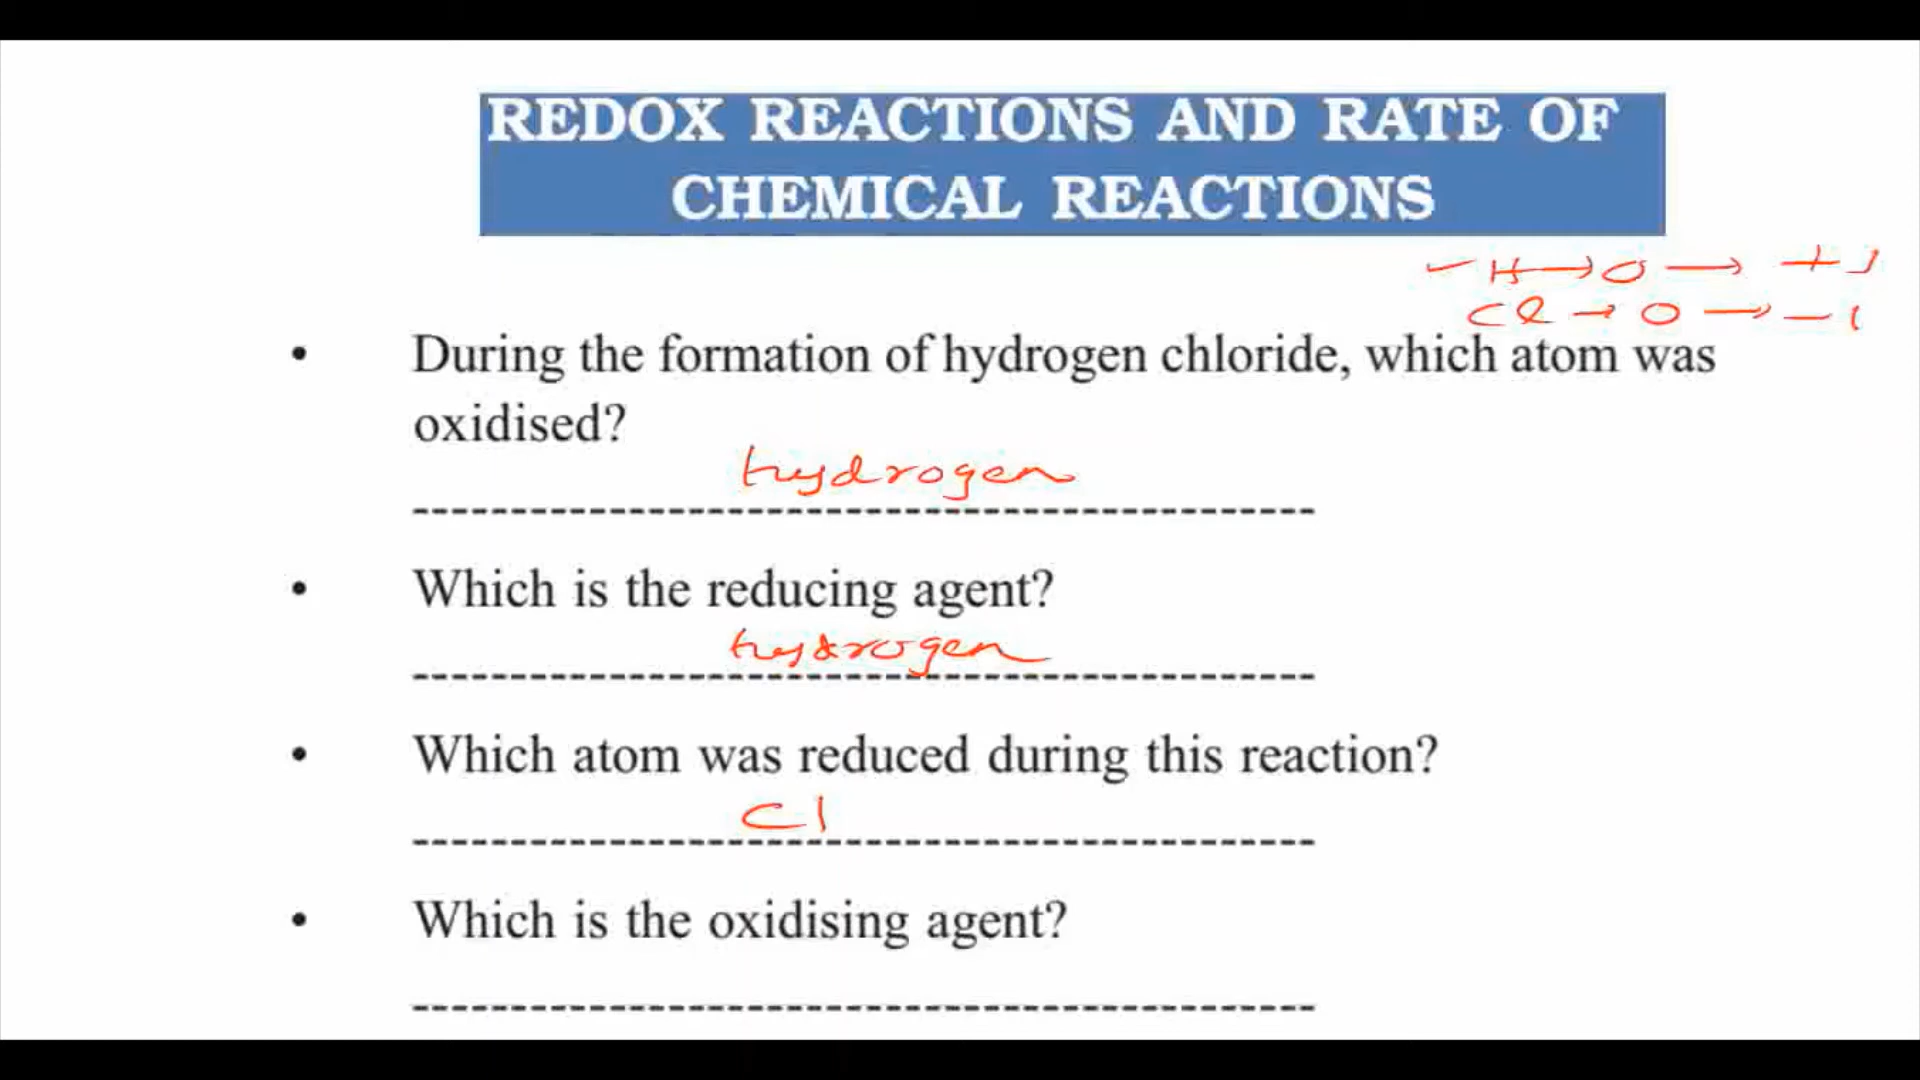 REDOX REACTIONS AND RATE OF
CHEMICAL REACTIONS
H → 0 → +1
Cl → 0 → -1
• During the formation of hydrogen chloride, which atom was
oxidised?
hydrogen
• Which is the reducing agent?
hydrogen
• Which atom was reduced during this reaction?
Cl
• Which is the oxidising agent?